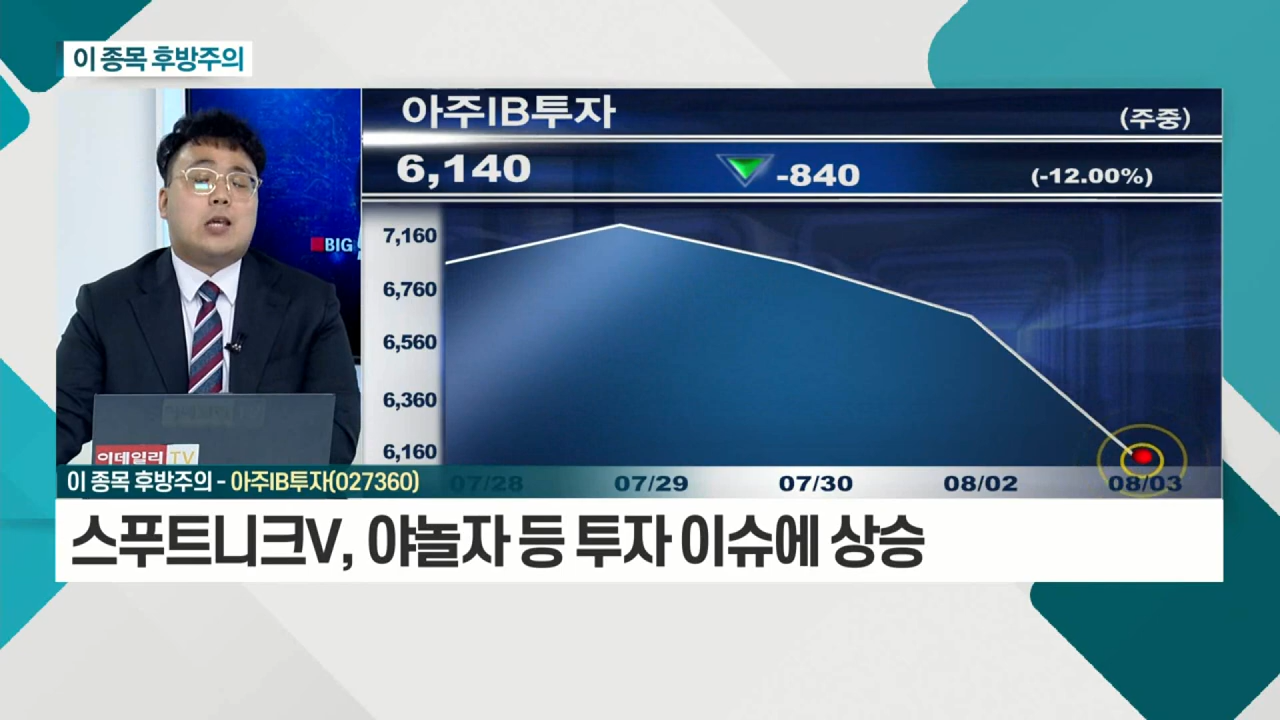 이 종목 후방주의
아주IB투자
(주중)
6,140
-840
(-12.00%)
BIG
7,160
6,760
6,560
6,360
6,160
07/28
07/29
07/30
08/02
08/03
이데일리 TV
이 종목 후방주의 - 아주IB투자(027360)
스푸트니크V, 야놀자 등 투자 이슈에 상승